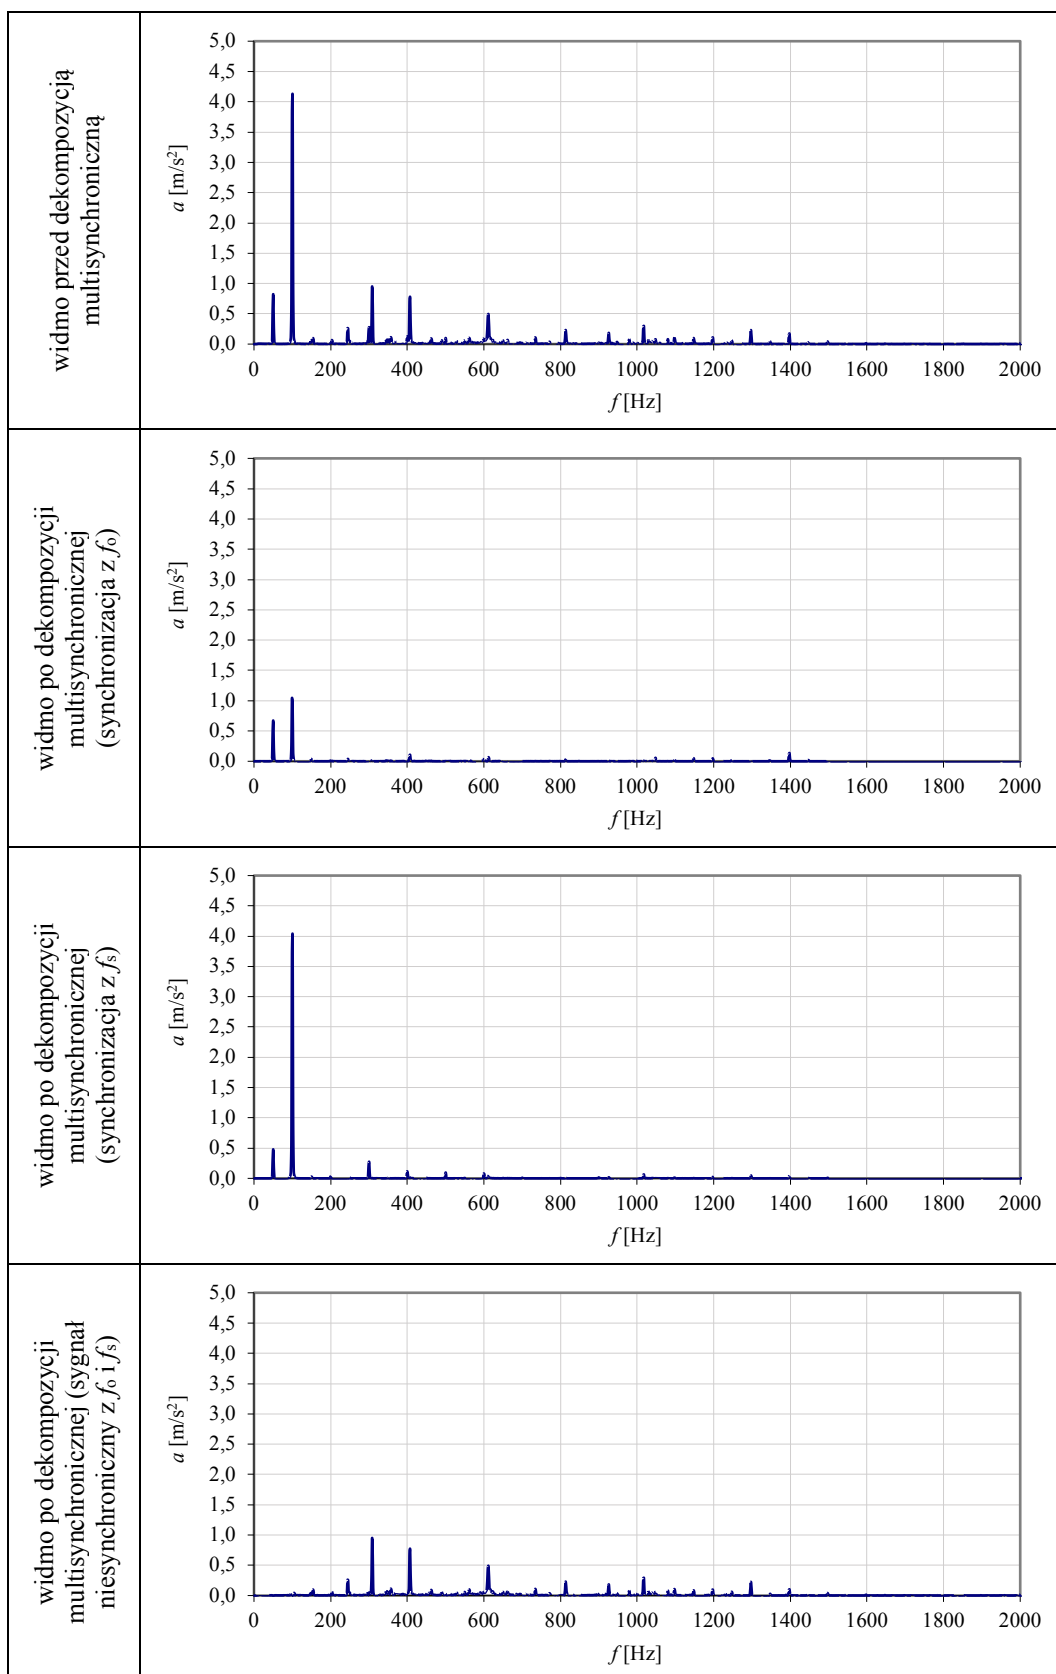 widmo przed dekompozycją
multisynchroniczną
5,0
4,5
4,0
3,5
3,0
2,5
2,0
1,5
1,0
0,5
0,0
a [m/s²]
0 200 400 600 800 1000 1200 1400 1600 1800 2000
f [Hz]
widmo po dekompozycji
multisynchronicznej
(synchronizacja z fo)
5,0
4,5
4,0
3,5
3,0
2,5
2,0
1,5
1,0
0,5
0,0
a [m/s²]
0 200 400 600 800 1000 1200 1400 1600 1800 2000
f [Hz]
widmo po dekompozycji
multisynchronicznej
(synchronizacja z fs)
5,0
4,5
4,0
3,5
3,0
2,5
2,0
1,5
1,0
0,5
0,0
a [m/s²]
0 200 400 600 800 1000 1200 1400 1600 1800 2000
f [Hz]
widmo po dekompozycji
multisynchronicznej (sygnał
niesynchroniczny z fo i fs)
5,0
4,5
4,0
3,5
3,0
2,5
2,0
1,5
1,0
0,5
0,0
a [m/s²]
0 200 400 600 800 1000 1200 1400 1600 1800 2000
f [Hz]